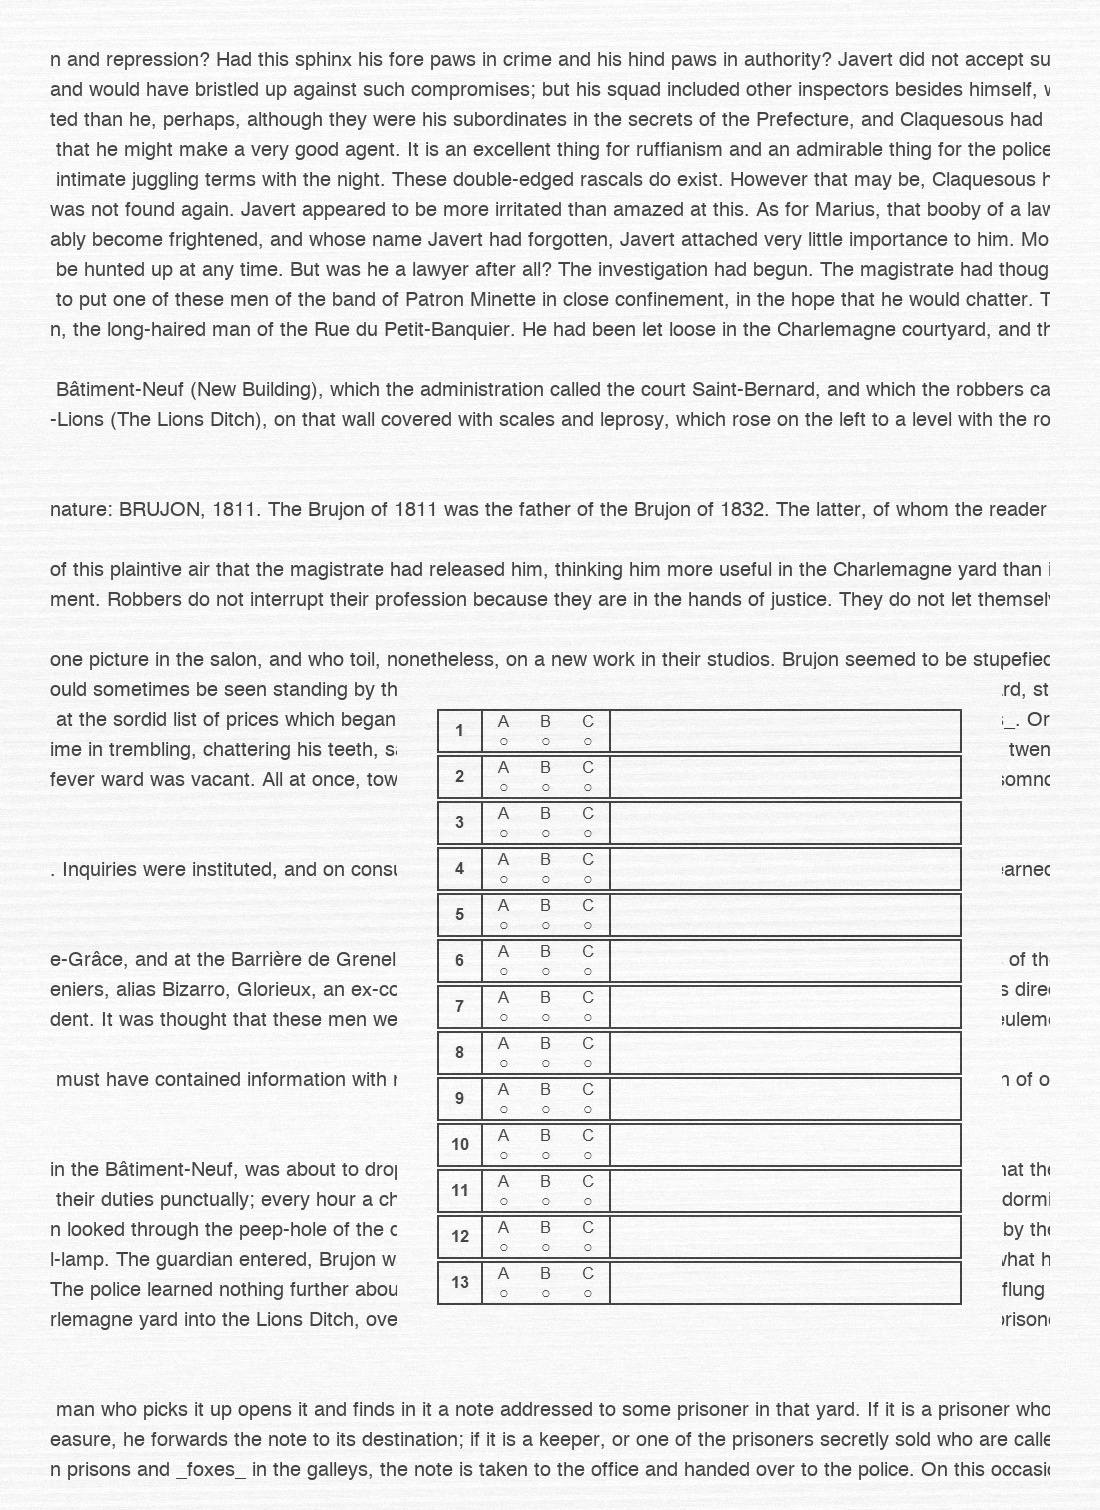 n and repression? Had this sphinx his fore paws in crime and his hind paws in authority? Javert did not accept su
and would have bristled up against such compromises; but his squad included other inspectors besides himself,
ted than he, perhaps, although they were his subordinates in the secrets of the Prefecture, and Claquesous had
that he might make a very good agent. It is an excellent thing for ruffianism and an admirable thing for the police
intimate juggling terms with the night. These double-edged rascals do exist. However that may be, Claquesous
was not found again. Javert appeared to be more irritated than amazed at this. As for Marius, that booby of a
ably become frightened, and whose name Javert had forgotten, Javert attached very little importance to him. Mo
be hunted up at any time. But was he a lawyer after all? The investigation had begun. The magistrate had thoug
to put one of these men of the band of Patron Minette in close confinement, in the hope that he would chatter. T
n, the long-haired man of the Rue du Petit-Banquier. He had been let loose in the Charlemagne courtyard, and
Bâtiment-Neuf (New Building), which the administration called the court Saint-Bernard, and which the robbers ca
-Lions (The Lions Ditch), on that wall covered with scales and leprosy, which rose on the left to a level with the ro
nature: BRUJON, 1811. The Brujon of 1811 was the father of the Brujon of 1832. The latter, of whom the reader
of this plaintive air that the magistrate had released him, thinking him more useful in the Charlemagne yard than
ment. Robbers do not interrupt their profession because they are in the hands of justice. They do not let themsel
one picture in the salon, and who toil, nonetheless, on a new work in their studios. Brujon seemed to be stupefied
ould sometimes be seen standing by th rd, st
at the sordid list of prices which began _. Or
ime in trembling, chattering his teeth, s twen
fever ward was vacant. All at once, tow somno
. Inquiries were instituted, and on consu earned
e-Grâce, and at the Barrière de Grenel of th
eniers, alias Bizarro, Glorieux, an ex-co s dire
dent. It was thought that these men we eulem
must have contained information with n of o
in the Bâtiment-Neuf, was about to drop hat the
their duties punctually; every hour a ch dormi
n looked through the peep-hole of the by the
l-lamp. The guardian entered, Brujon w what h
The police learned nothing further abou flung
rlemagne yard into the Lions Ditch, ove prison
man who picks it up opens it and finds in it a note addressed to some prisoner in that yard. If it is a prisoner who
easure, he forwards the note to its destination; if it is a keeper, or one of the prisoners secretly sold who are calle
n prisons and _foxes_ in the galleys, the note is taken to the office and handed over to the police. On this occasi
1 A B C
2 A B C
3 A B C
4 A B C
5 A B C
6 A B C
7 A B C
8 A B C
9 A B C
10 A B C
11 A B C
12 A B C
13 A B C